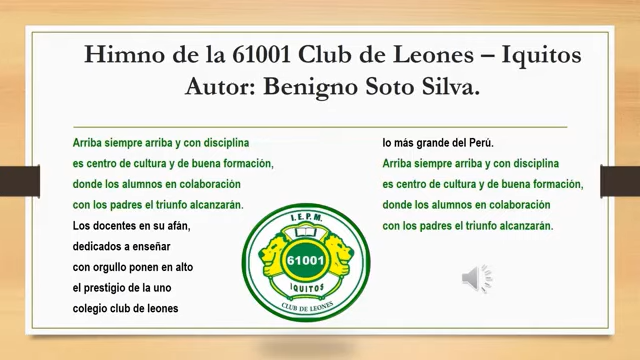 Himno de la 61001 Club de Leones – Iquitos
Autor: Benigno Soto Silva.
Arriba siempre arriba y con disciplina
es centro de cultura y de buena formación,
donde los alumnos en colaboración
con los padres el triunfo alcanzarán.
Los docentes en su afán,
dedicados a enseñar
con orgullo ponen en alto
el prestigio de la uno
colegio club de leones
lo más grande del Perú.
Arriba siempre arriba y con disciplina
es centro de cultura y de buena formación,
donde los alumnos en colaboración
con los padres el triunfo alcanzarán.
I.E.P.M.
61001
IQUITOS
CLUB DE LEONES